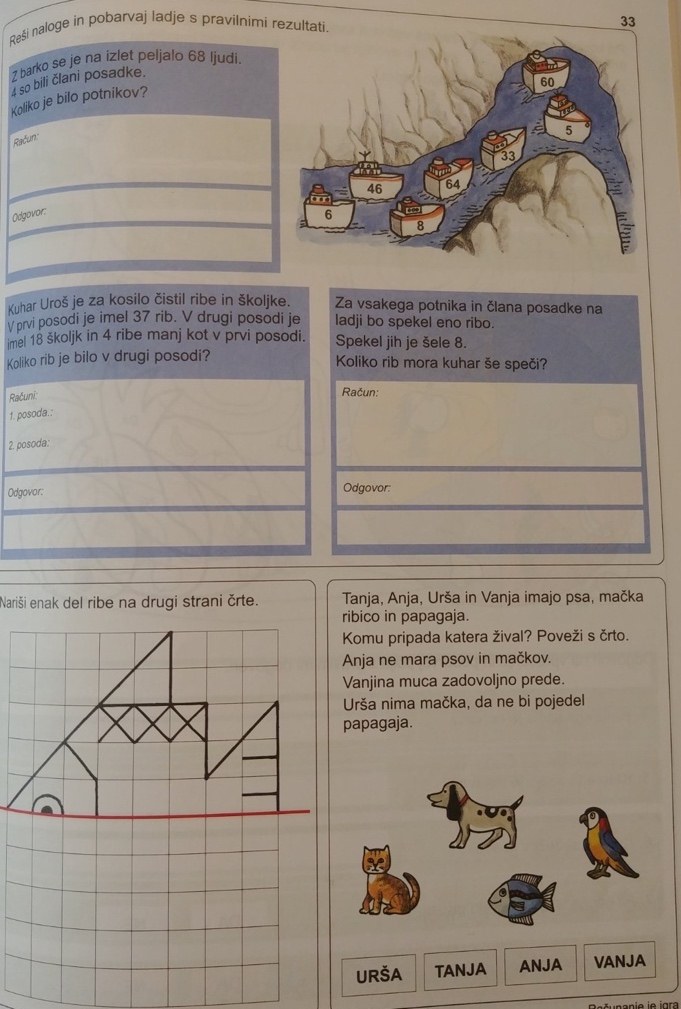 33
Reši naloge in pobarvaj ladje s pravilnimi rezultati.
Z barko se je na izlet peljalo 68 ljudi.
4 so bili člani posadke.
Koliko je bilo potnikov?
Račun:
Odgovor:
60
5
33
64
46
6
8
Kuhar Uroš je za kosilo čistil ribe in školjke.
V prvi posodi je imel 37 rib. V drugi posodi je
imel 18 školjk in 4 ribe manj kot v prvi posodi.
Koliko rib je bilo v drugi posodi?
Računi:
1. posoda.:
2. posoda:
Odgovor:
Za vsakega potnika in člana posadke na
ladji bo spekel eno ribo.
Spekel jih je šele 8.
Koliko rib mora kuhar še speči?
Račun:
Odgovor:
Nariši enak del ribe na drugi strani črte.
Tanja, Anja, Urša in Vanja imajo psa, mačka
ribico in papagaja.
Komu pripada katera žival? Poveži s črto.
Anja ne mara psov in mačkov.
Vanjina muca zadovoljno prede.
Urša nima mačka, da ne bi pojedel
papagaja.
URŠA
TANJA
ANJA
VANJA
Računanje je igra